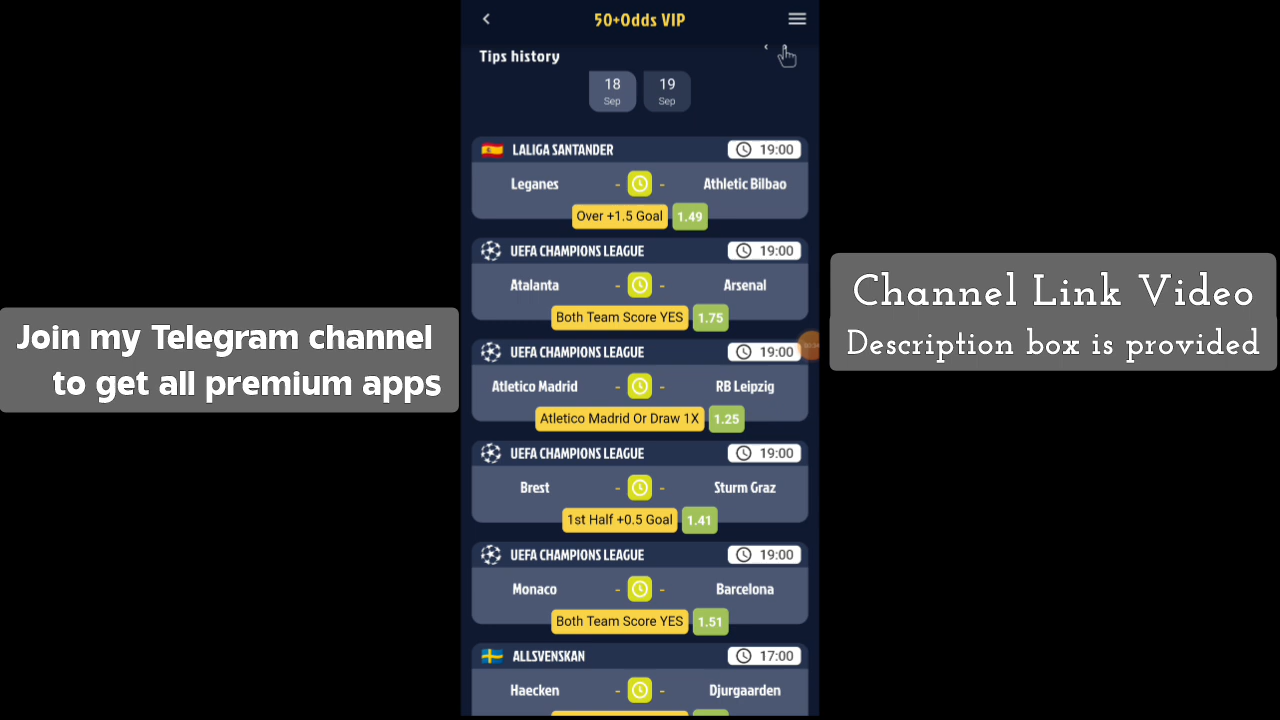 50+Odds VIP
Tips history
18
Sep
19
Sep
LALIGA SANTANDER
19:00
Leganes
-
-
Athletic Bilbao
Over +1.5 Goal
1.49
UEFA CHAMPIONS LEAGUE
19:00
Atalanta
-
-
Arsenal
Both Team Score YES
1.75
UEFA CHAMPIONS LEAGUE
19:00
Atletico Madrid
-
-
RB Leipzig
Atletico Madrid Or Draw 1X
1.25
UEFA CHAMPIONS LEAGUE
19:00
Brest
-
-
Sturm Graz
1st Half +0.5 Goal
1.41
UEFA CHAMPIONS LEAGUE
19:00
Monaco
-
-
Barcelona
Both Team Score YES
1.51
ALLSVENSKAN
17:00
Haecken
-
-
Djurgaarden
Join my Telegram channel
to get all premium apps
Channel Link Video
Description box is provided